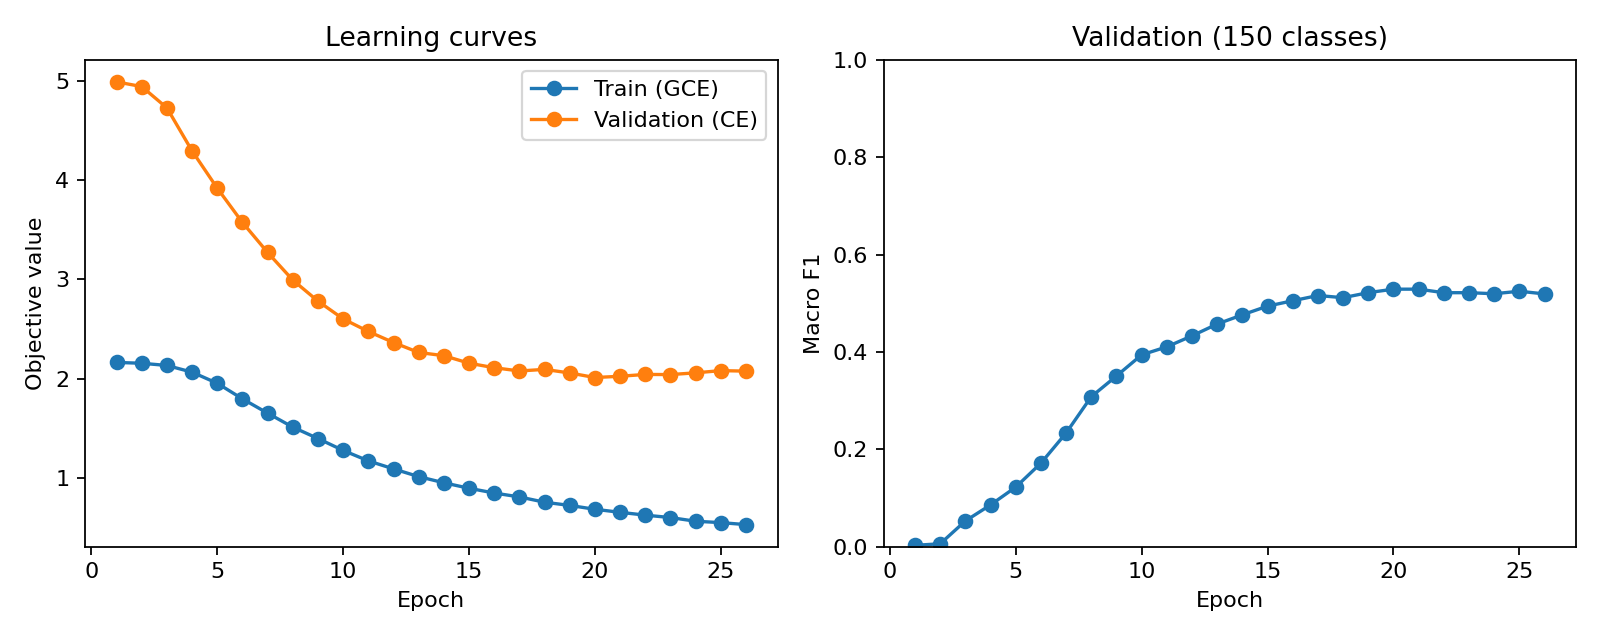 Learning curves
Train (GCE)
Validation (CE)
Objective value
5
4
3
2
1
0
5
10
15
20
25
Epoch
Validation (150 classes)
Macro F1
1.0
0.8
0.6
0.4
0.2
0.0
0
5
10
15
20
25
Epoch